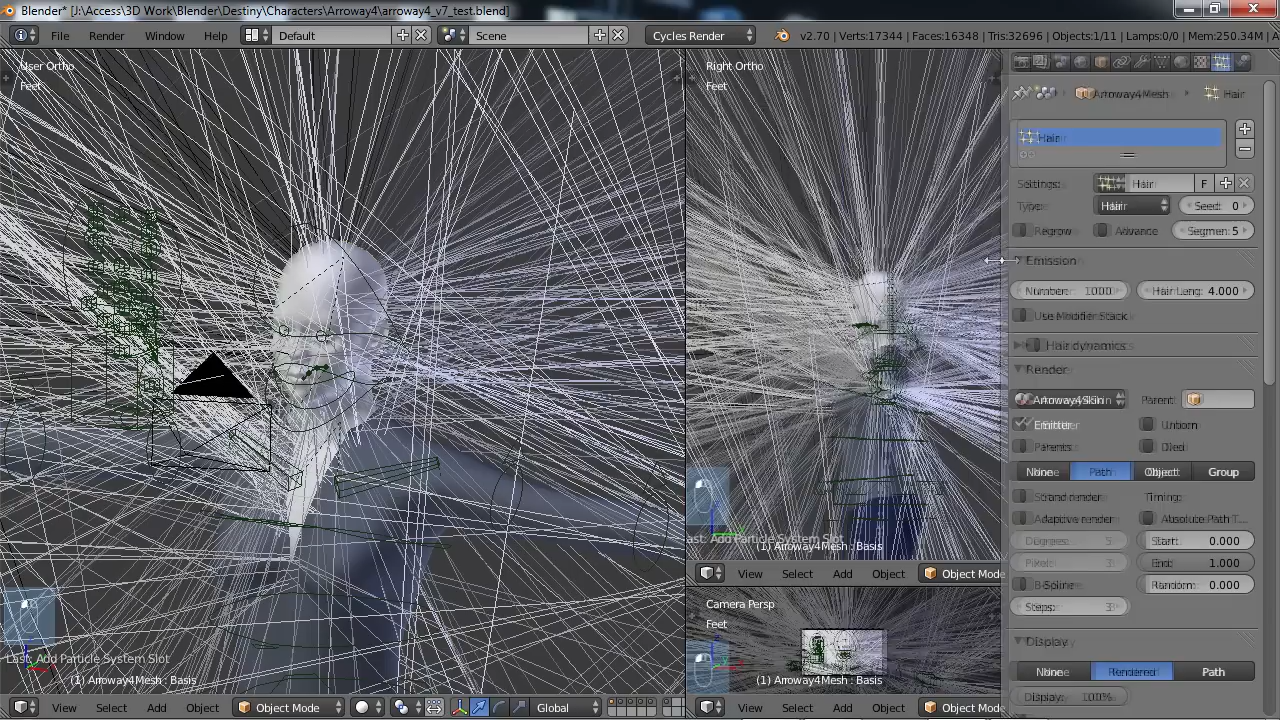 Blender* [J:\Access\3D Work\Blender\Destiny\Characters\Arroway4\arroway4_v7_test.blend]
File Render Window Help Default Scene Cycles Render v2.70 | Verts:17344 | Faces:16348 | Tris:32696 | Objects:1/11 | Lamps:0/0 | Mem:250.34M | A
User Ortho
Feet
Right Ortho
Feet
Arroway4Mesh Hair
Hair
Settings: Hair F
Type: Hair Seed: 0
Regrow Advance Segmen: 5
Emission
Number: 1000 Hair Leng: 4.000
Use Modifier Stack
Hair dynamics
Render
Arroway4Skin Parent:
Emitter Unborn
Parents Died
None Path Object Group
Strand render Timing:
Adaptive render Absolute Path T...
Degrees: 5 Start: 0.000
Pixel: 3 End: 1.000
B-Spline Random: 0.000
Steps: 3
Display
None Rendered Path
Display: 100%
Last: Add Particle System Slot
(1) Arroway4Mesh : Basis
View Select Add Object Object Mode Global
Last: Add Particle System Slot
(1) Arroway4Mesh : Basis
View Select Add Object Object Mode
Camera Persp
Feet
(1) Arroway4Mesh : Basis
View Select Add Object Object Mode